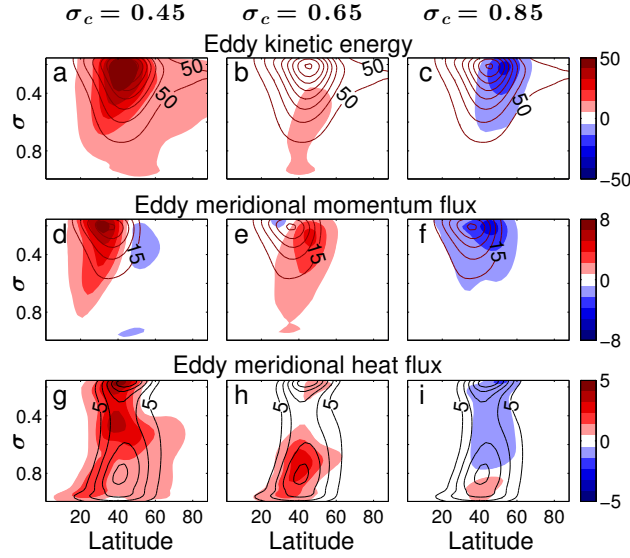 σc = 0.45 σc = 0.65 σc = 0.85
Eddy kinetic energy
a b c
50 50 50
σ 0.4 0.8
50 0 −50
Eddy meridional momentum flux
d e f
15 15 15
σ 0.4 0.8
8 4 0 −4 −8
Eddy meridional heat flux
g h i
5 5 5 5 5 5
σ 0.4 0.8
5 0 −5
20 40 60 80 20 40 60 80 20 40 60 80
Latitude Latitude Latitude